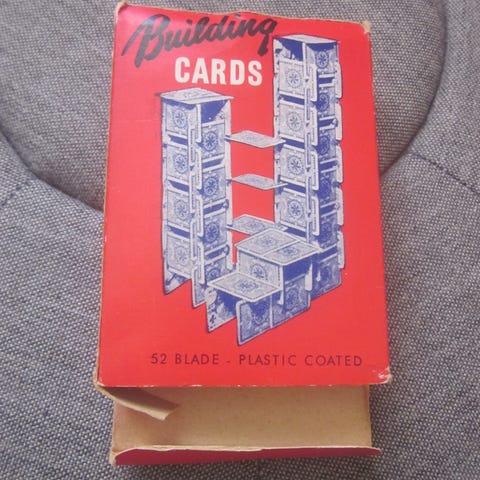 Building
CARDS
52 BLADE - PLASTIC COATED